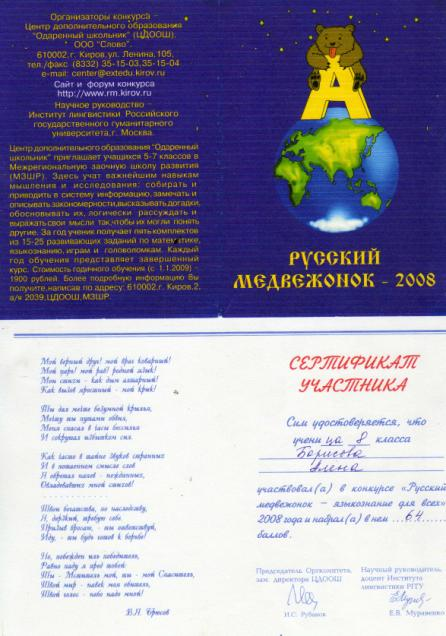 Организаторы конкурса
Центр дополнительного образования
"Одаренный школьник" (ЦДООШ),
ООО "Слово".
610002, г. Киров, ул. Ленина, 105,
тел./факс (8332) 35-15-03, 35-15-04
e-mail: center@extedu.kirov.ru
Сайт и форум конкурса
http://www.rm.kirov.ru
Научное руководство -
Институт лингвистики Российского
государственного гуманитарного
университета, г. Москва.
Центр дополнительного образования "Одаренный
школьник" приглашает учащихся 5-7 классов в
Межрегиональную заочную школу развития
(МЗШР). Здесь учат важнейшим навыкам
мышления и исследования: собирать и
приводить в систему информацию, замечать и
описывать закономерности, высказывать догадки,
обосновывать их, логически рассуждать и
выражать свои мысли так, чтобы их могли понять
другие. За год ученик получает пять комплектов
из 15-25 развивающих заданий по математике,
языкознанию, играм и головоломкам. Каждый
год обучения представляет завершенный
курс. Стоимость годичного обучения (с 1.1.2009) -
1900 рублей. Более подробную информацию Вы
получите, написав по адресу: 610002, г. Киров, 2,
а/я 2039, ЦДООШ, МЗШР.
А
РУССКИЙ
МЕДВЕЖОНОК - 2008
Мой верный друг! мой враг коварный!
Мой царь! мой раб! родной язык!
Мои стихи - как дым алтарный!
Как вызов яростный - мой крик!
Ты дал мечте безумной крылья,
Мечту ты путами обвил,
Меня спасал в часы бессилья
И сокрушал избытком сил.
Как часто в тайне звуков странных
И в потаенном смысле слов
Я обретал напев - нежданных,
Овладевавших мной стихов!
. . . . . . . . . .
Твои богатства, по наследству,
Я, дерзкий, требую себе.
Призыв бросаю, - ты ответствуй,
Иду, - ты будь готов к борьбе!
Но, побежден иль победитель,
Равно паду я пред тобой:
Ты - Мститель мой, ты - мой Спаситель,
Твой мир - навек моя обитель,
Твой голос - небо надо мной!
В.Я. Брюсов
СЕРТИФИКАТ
УЧАСТНИКА
Сим удостоверяется, что
учени ца 8 класса
Борисова
Алена
участвовал(а) в конкурсе «Русский
медвежонок – языкознание для всех»
2008 года и набрал(а) в нем ...64...
баллов.
Председатель Оргкомитета,
зам. директора ЦДООШ
И.С. Рубанов
Научный руководитель,
доцент Института
лингвистики РГГУ
Е.В. Муравенко